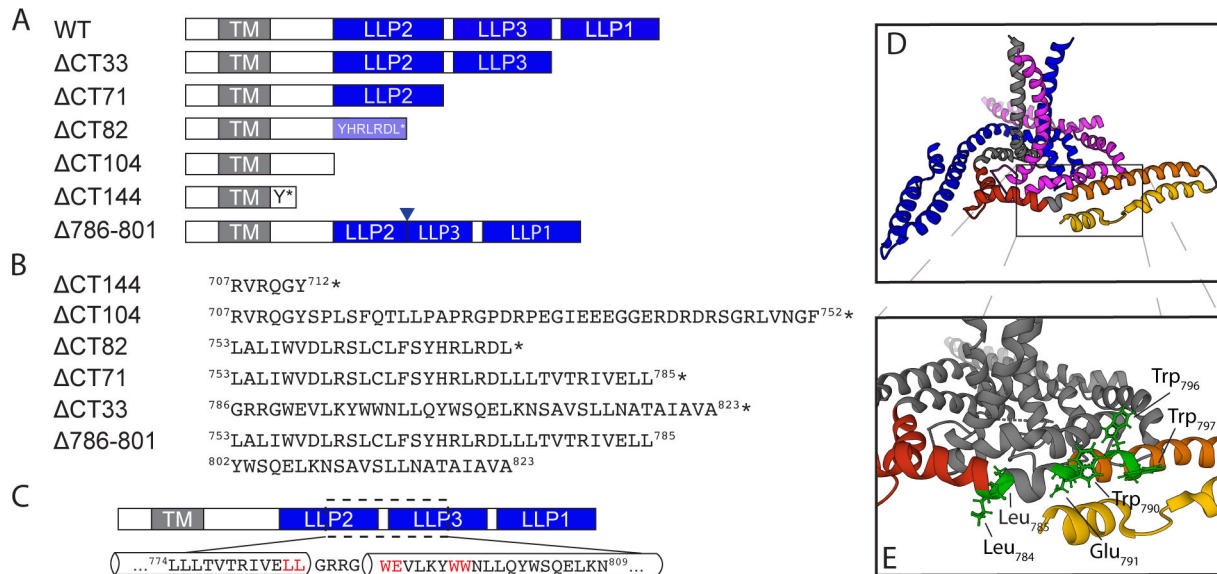 A
WT
TM LLP2 LLP3 LLP1
ΔCT33
TM LLP2 LLP3
ΔCT71
TM LLP2
ΔCT82
TM YHRLRDL*
ΔCT104
TM
ΔCT144
TM Y*
Δ786-801
TM LLP2 LLP3 LLP1
B
ΔCT144 707RVRQGY712*
ΔCT104 707RVRQGYSPLSFQTLLPAPRGPDRPEGIEEEGGERDRDRSGRLVNGF752*
ΔCT82 753LALIWVDLRSLCLFSYHRLRDL*
ΔCT71 753LALIWVDLRSLCLFSYHRLRDLLLTVTRIVELL785*
ΔCT33 786GRRGWEVLKYWWNLLQYWSQELKNSAVSLLNATAIAVA823*
Δ786-801 753LALIWVDLRSLCLFSYHRLRDLLLTVTRIVELL785
802YWSQELKNSAVSLLNATAIAVA823
C
TM LLP2 LLP3 LLP1
...774LLLTVTRIVELL GRRG WEVLKYWWNLLQYWSQELKN809...
D
E
Trp796
Trp797
Leu785
Trp790
Leu784
Glu791